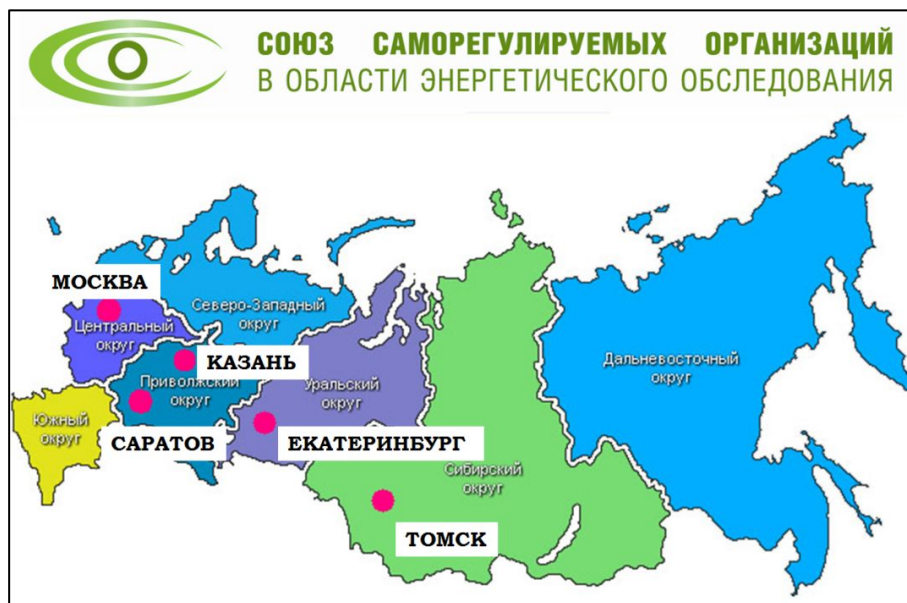 СОЮЗ САМОРЕГУЛИРУЕМЫХ ОРГАНИЗАЦИЙ
В ОБЛАСТИ ЭНЕРГЕТИЧЕСКОГО ОБСЛЕДОВАНИЯ
МОСКВА
Северо-Западный
округ
Центральный
округ
КАЗАНЬ
Приволжский
округ
Уральский
округ
Дальневосточный
округ
Южный
округ
САРАТОВ
ЕКАТЕРИНБУРГ
Сибирский
округ
ТОМСК